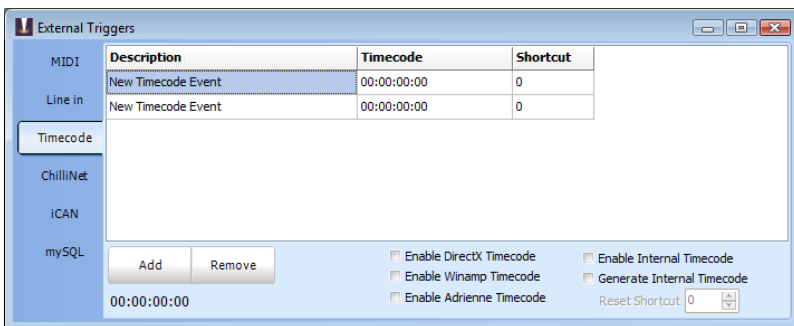 External Triggers
MIDI
Line in
Timecode
ChilliNet
iCAN
mySQL
Description Timecode Shortcut
New Timecode Event 00:00:00:00 0
New Timecode Event 00:00:00:00 0
Add Remove
00:00:00:00
Enable DirectX Timecode
Enable Winamp Timecode
Enable Adrienne Timecode
Enable Internal Timecode
Generate Internal Timecode
Reset Shortcut 0